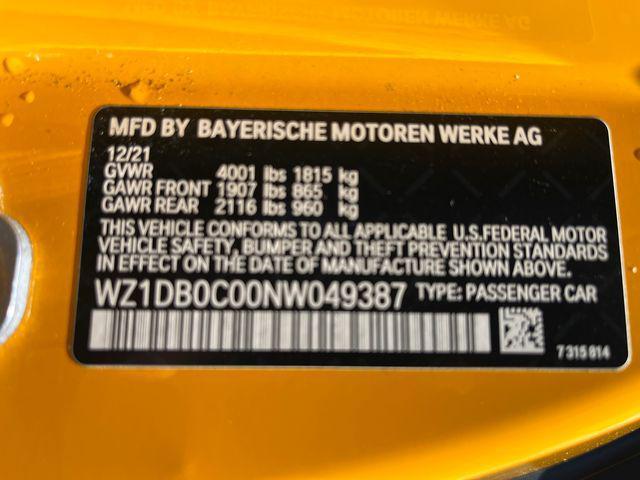 MFD BY BAYERISCHE MOTOREN WERKE AG
12/21
GVWR 4001 lbs 1815 kg
GAWR FRONT 1907 lbs 865 kg
GAWR REAR 2116 lbs 960 kg
THIS VEHICLE CONFORMS TO ALL APPLICABLE U.S.FEDERAL MOTOR
VEHICLE SAFETY, BUMPER AND THEFT PREVENTION STANDARDS
IN EFFECT ON THE DATE OF MANUFACTURE SHOWN ABOVE.
WZ1DB0C00NW049387 TYPE: PASSENGER CAR
7 315 814